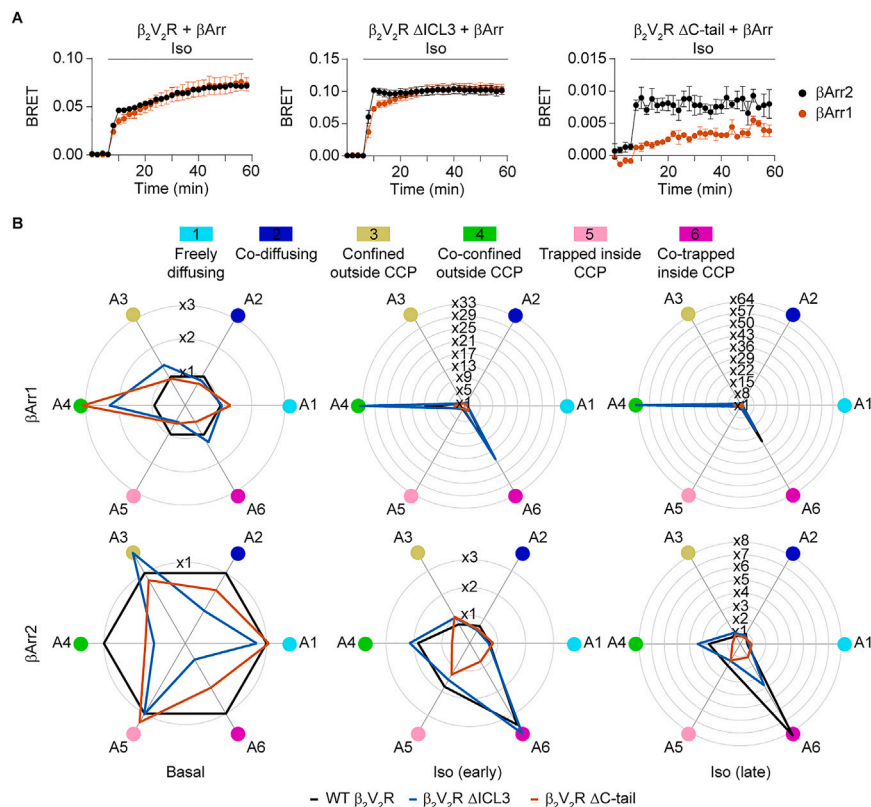 A
β₂V₂R + βArr
Iso
β₂V₂R ΔICL3 + βArr
Iso
β₂V₂R ΔC-tail + βArr
Iso
BRET
0.10
0.05
0.00
20
40
60
Time (min)
BRET
0.15
0.10
0.05
0.00
20
40
60
Time (min)
BRET
0.015
0.010
0.005
0.000
20
40
60
Time (min)
βArr2
βArr1
B
1
2
3
4
5
6
Freely
diffusing
Co-diffusing
Confined
outside CCP
Co-confined
outside CCP
Trapped inside
CCP
Co-trapped
inside CCP
βArr1
A3
A2
A4
A1
A5
A6
x3
x2
x1
A3
A2
A4
A1
A5
A6
x33
x29
x25
x21
x17
x13
x9
x5
x1
A3
A2
A4
A1
A5
A6
x64
x57
x50
x43
x36
x29
x22
x15
x8
x1
βArr2
A3
A2
A4
A1
A5
A6
x1
Basal
A3
A2
A4
A1
A5
A6
x3
x2
x1
Iso (early)
A3
A2
A4
A1
A5
A6
x8
x7
x6
x5
x4
x3
x2
x1
Iso (late)
WT β₂V₂R
β₂V₂R ΔICL3
β₂V₂R ΔC-tail